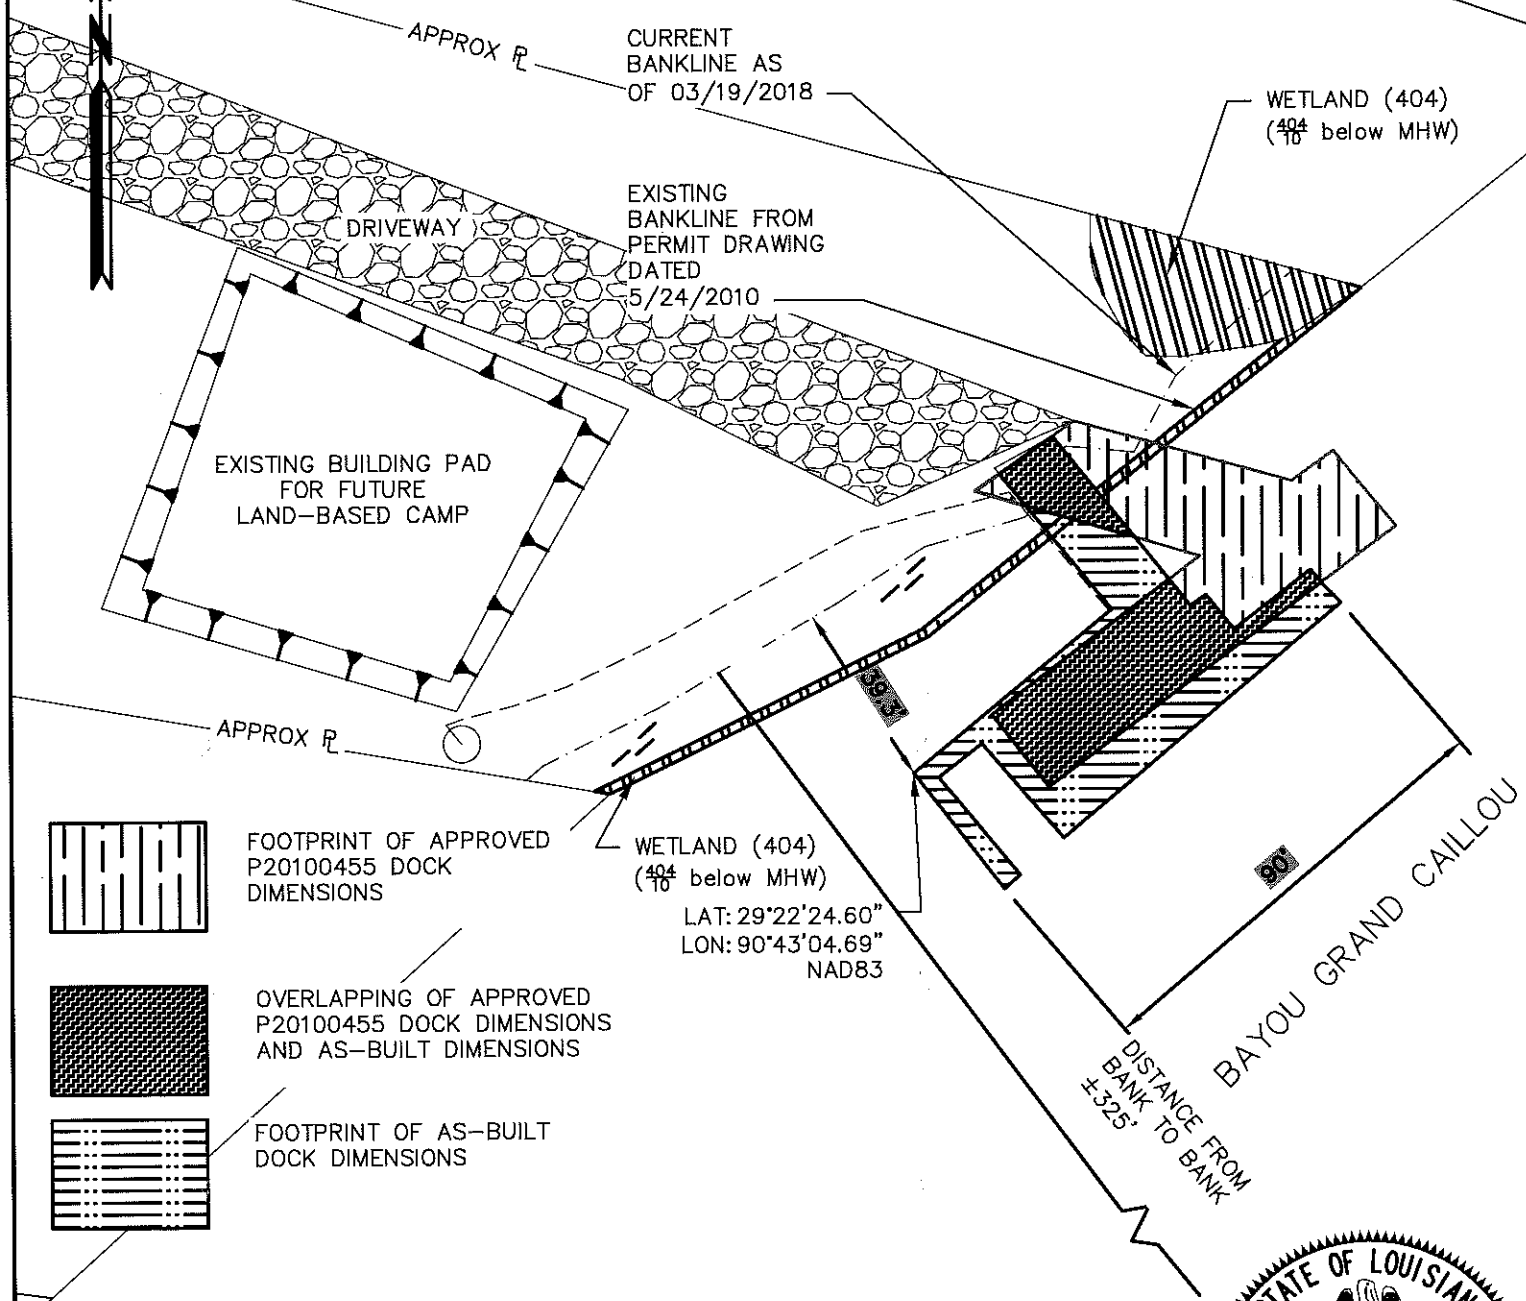 N
APPROX ℞
CURRENT
BANKLINE AS
OF 03/19/2018
WETLAND (404)
(404/10 below MHW)
DRIVEWAY
EXISTING
BANKLINE FROM
PERMIT DRAWING
DATED
5/24/2010
EXISTING BUILDING PAD
FOR FUTURE
LAND-BASED CAMP
APPROX ℞
39.3'
90'
WETLAND (404)
(404/10 below MHW)
LAT: 29°22'24.60"
LON: 90°43'04.69"
NAD83
FOOTPRINT OF APPROVED
P20100455 DOCK
DIMENSIONS
OVERLAPPING OF APPROVED
P20100455 DOCK DIMENSIONS
AND AS-BUILT DIMENSIONS
FOOTPRINT OF AS-BUILT
DOCK DIMENSIONS
BAYOU GRAND CAILLOU
DISTANCE FROM
BANK TO BANK
±325'
STATE OF LOUISIAN